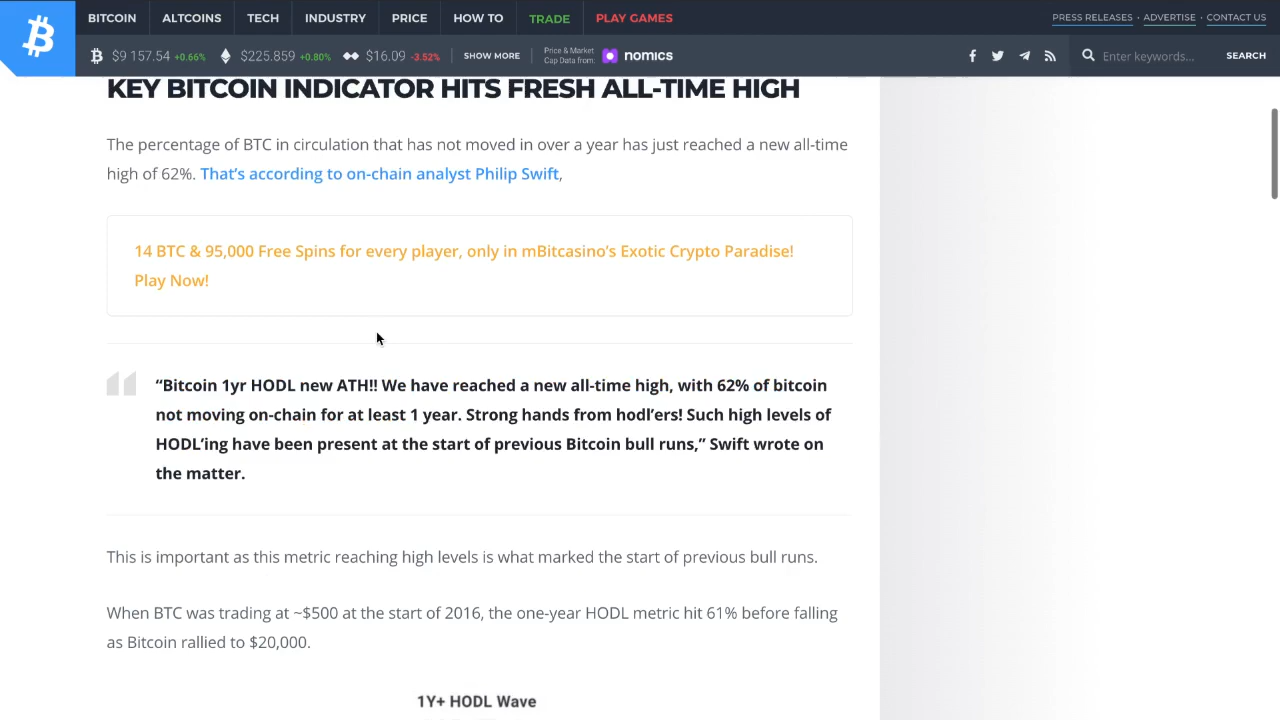 BITCOIN ALTCOINS TECH INDUSTRY PRICE HOW TO TRADE PLAY GAMES PRESS RELEASES · ADVERTISE · CONTACT US
$9 157.54 +0.66% $225.859 +0.80% $16.09 -3.52% SHOW MORE Price & Market Cap Data from: nomics Enter keywords... SEARCH
KEY BITCOIN INDICATOR HITS FRESH ALL-TIME HIGH
The percentage of BTC in circulation that has not moved in over a year has just reached a new all-time
high of 62%. That’s according to on-chain analyst Philip Swift,
14 BTC & 95,000 Free Spins for every player, only in mBitcasino’s Exotic Crypto Paradise!
Play Now!
“Bitcoin 1yr HODL new ATH!! We have reached a new all-time high, with 62% of bitcoin
not moving on-chain for at least 1 year. Strong hands from hodl’ers! Such high levels of
HODL’ing have been present at the start of previous Bitcoin bull runs,” Swift wrote on
the matter.
This is important as this metric reaching high levels is what marked the start of previous bull runs.
When BTC was trading at ~$500 at the start of 2016, the one-year HODL metric hit 61% before falling
as Bitcoin rallied to $20,000.
1Y+ HODL Wave